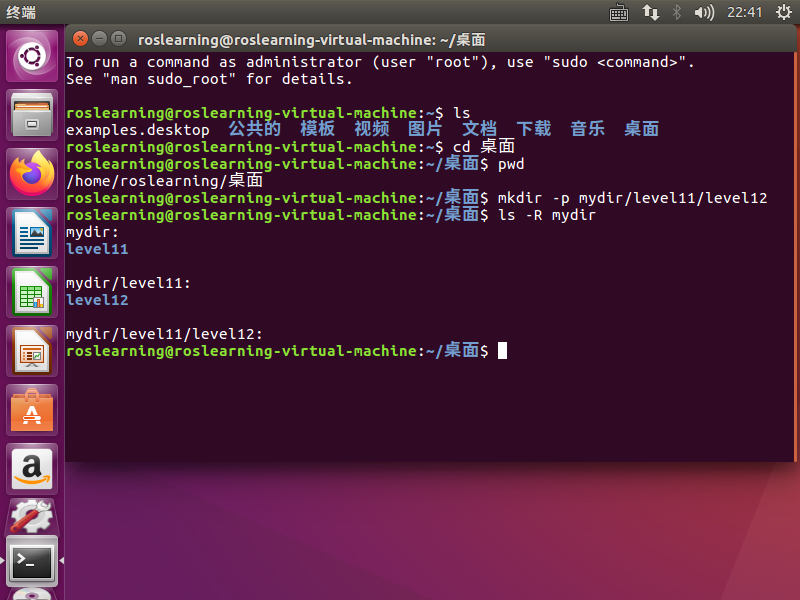 终端
22:41
roslearning@roslearning-virtual-machine: ~/桌面
To run a command as administrator (user "root"), use "sudo <command>".
See "man sudo_root" for details.
roslearning@roslearning-virtual-machine:~$ ls
examples.desktop 公共的 模板 视频 图片 文档 下载 音乐 桌面
roslearning@roslearning-virtual-machine:~$ cd 桌面
roslearning@roslearning-virtual-machine:~/桌面$ pwd
/home/roslearning/桌面
roslearning@roslearning-virtual-machine:~/桌面$ mkdir -p mydir/level11/level12
roslearning@roslearning-virtual-machine:~/桌面$ ls -R mydir
mydir:
level11
mydir/level11:
level12
mydir/level11/level12:
roslearning@roslearning-virtual-machine:~/桌面$